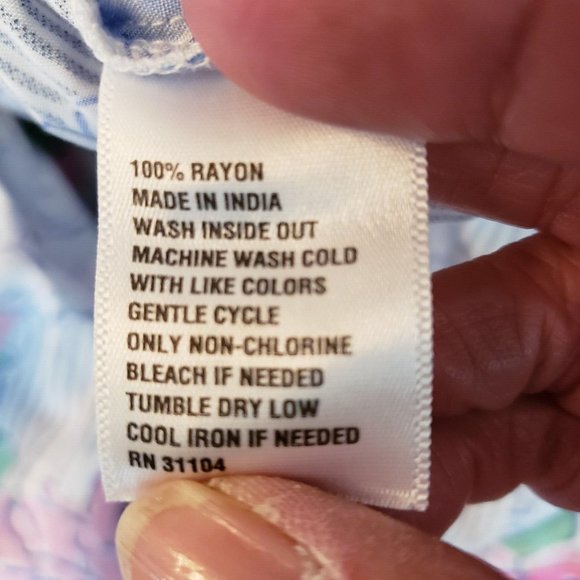 100% RAYON
MADE IN INDIA
WASH INSIDE OUT
MACHINE WASH COLD
WITH LIKE COLORS
GENTLE CYCLE
ONLY NON-CHLORINE
BLEACH IF NEEDED
TUMBLE DRY LOW
COOL IRON IF NEEDED
RN 31104